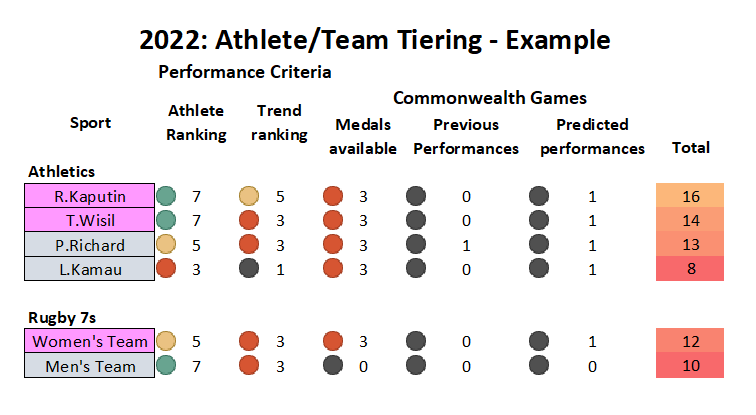 2022: Athlete/Team Tiering - Example
Performance Criteria
Commonwealth Games
Sport Athlete Ranking Trend ranking Medals available Previous Performances Predicted performances Total
Athletics
R.Kaputin 7 5 3 0 1 16
T.Wisil 7 3 3 0 1 14
P.Richard 5 3 3 1 1 13
L.Kamau 3 1 3 0 1 8
Rugby 7s
Women's Team 5 3 3 0 1 12
Men's Team 7 3 0 0 0 10